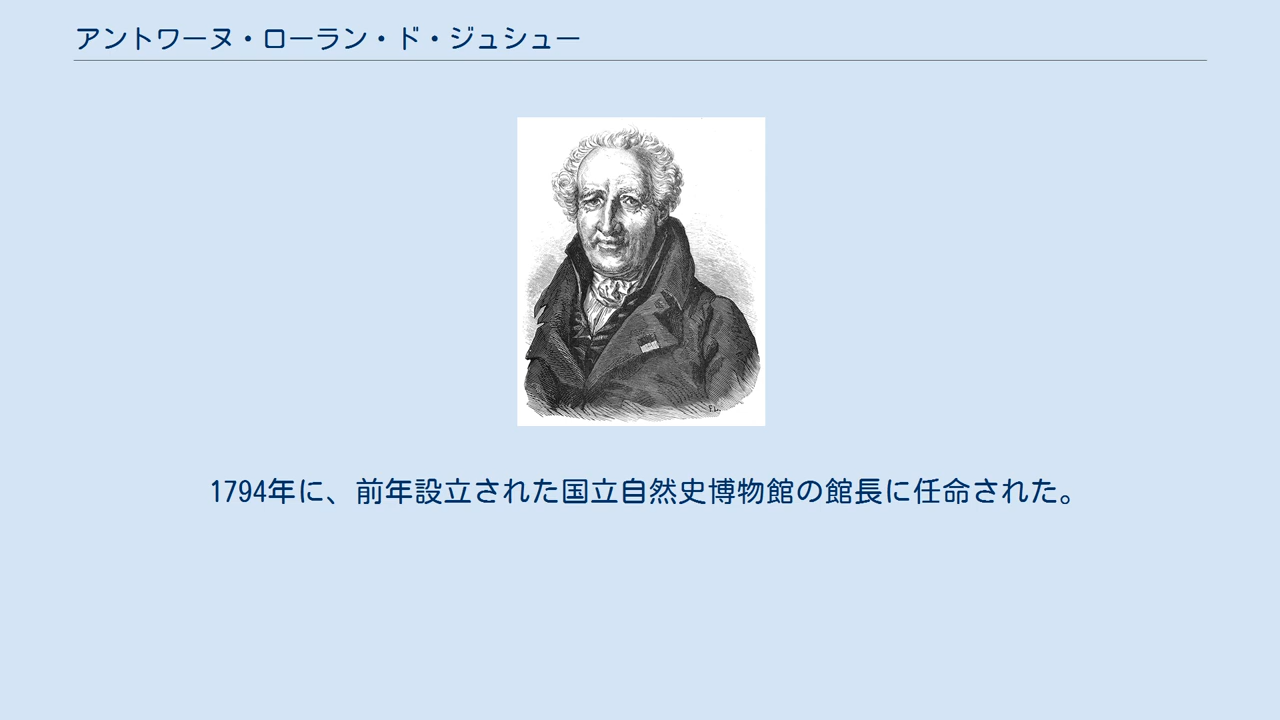 アントワーヌ・ローラン・ド・ジュシュー
1794年に、前年設立された国立自然史博物館の館長に任命された。